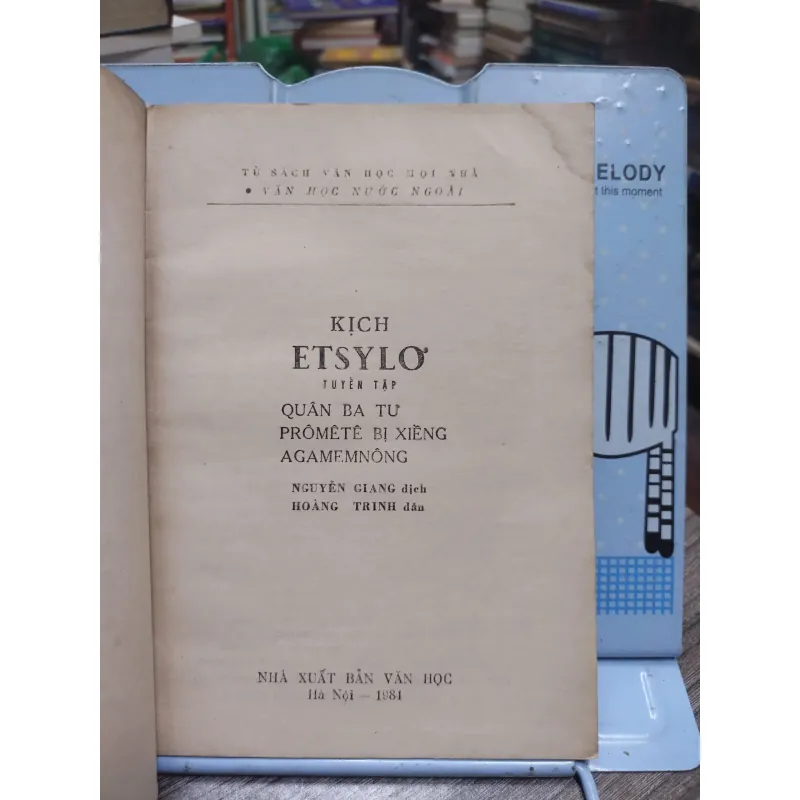 TỦ SÁCH VĂN HỌC MỌI NHÀ
• VĂN HỌC NƯỚC NGOÀI
KỊCH
ETSYLƠ
TUYỂN TẬP
QUÂN BA TƯ
PRÔMÊTÊ BỊ XIỀNG
AGAMEMNÔNG
NGUYỄN GIANG dịch
HOÀNG TRINH dẫn
NHÀ XUẤT BẢN VĂN HỌC
Hà Nội — 1984
ELODY
t this moment